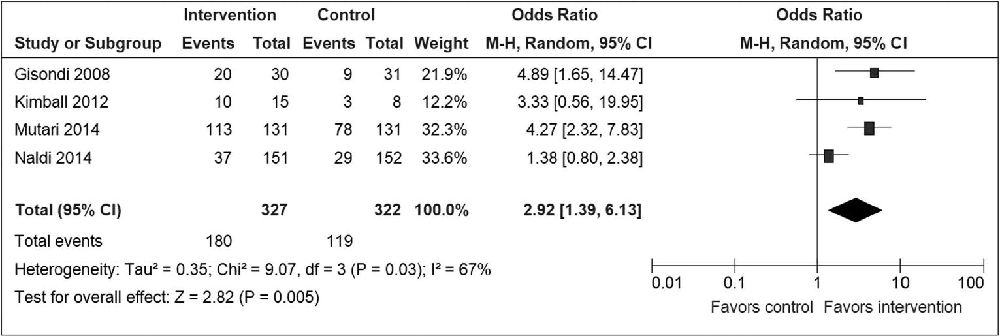 Intervention Control Odds Ratio Odds Ratio
Study or Subgroup Events Total Events Total Weight M-H, Random, 95% CI M-H, Random, 95% CI
Gisondi 2008 20 30 9 31 21.9% 4.89 [1.65, 14.47]
Kimball 2012 10 15 3 8 12.2% 3.33 [0.56, 19.95]
Mutari 2014 113 131 78 131 32.3% 4.27 [2.32, 7.83]
Naldi 2014 37 151 29 152 33.6% 1.38 [0.80, 2.38]
Total (95% CI) 327 322 100.0% 2.92 [1.39, 6.13]
Total events 180 119
Heterogeneity: Tau² = 0.35; Chi² = 9.07, df = 3 (P = 0.03); I² = 67%
Test for overall effect: Z = 2.82 (P = 0.005)
0.01 0.1 1 10 100
Favors control Favors intervention